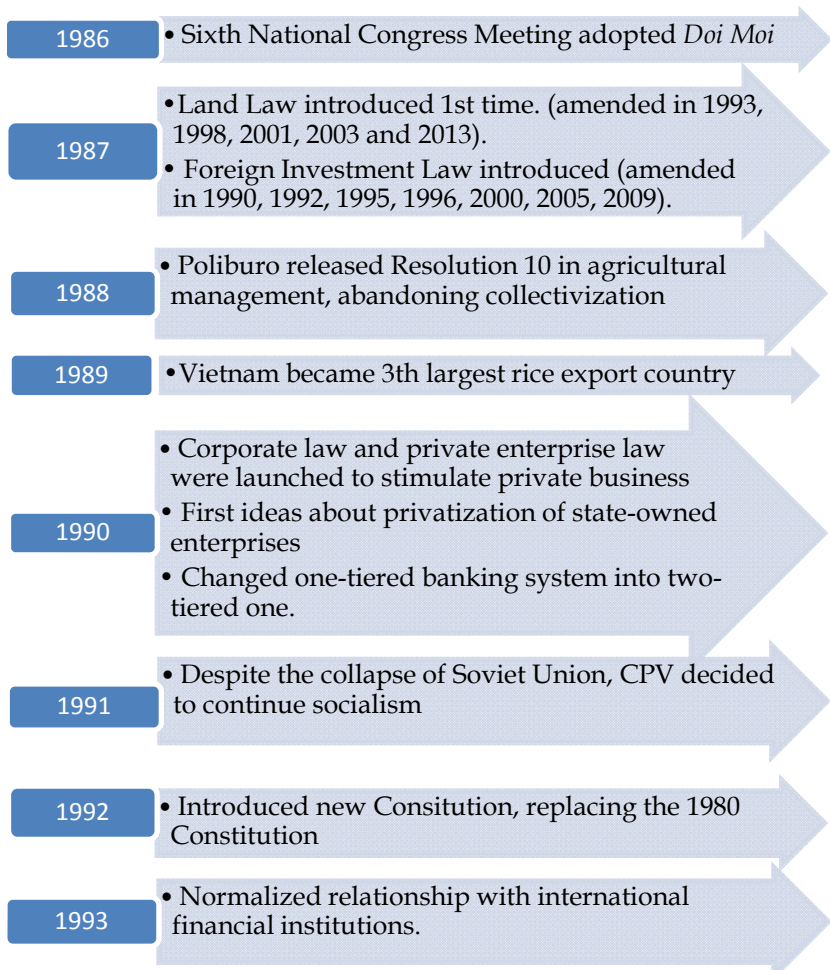 1986
• Sixth National Congress Meeting adopted Doi Moi
1987
•Land Law introduced 1st time. (amended in 1993,
1998, 2001, 2003 and 2013).
• Foreign Investment Law introduced (amended
in 1990, 1992, 1995, 1996, 2000, 2005, 2009).
1988
• Poliburo released Resolution 10 in agricultural
management, abandoning collectivization
1989
•Vietnam became 3th largest rice export country
1990
• Corporate law and private enterprise law
were launched to stimulate private business
• First ideas about privatization of state-owned
enterprises
• Changed one-tiered banking system into two-
tiered one.
1991
• Despite the collapse of Soviet Union, CPV decided
to continue socialism
1992
• Introduced new Consitution, replacing the 1980
Constitution
1993
• Normalized relationship with international
financial institutions.